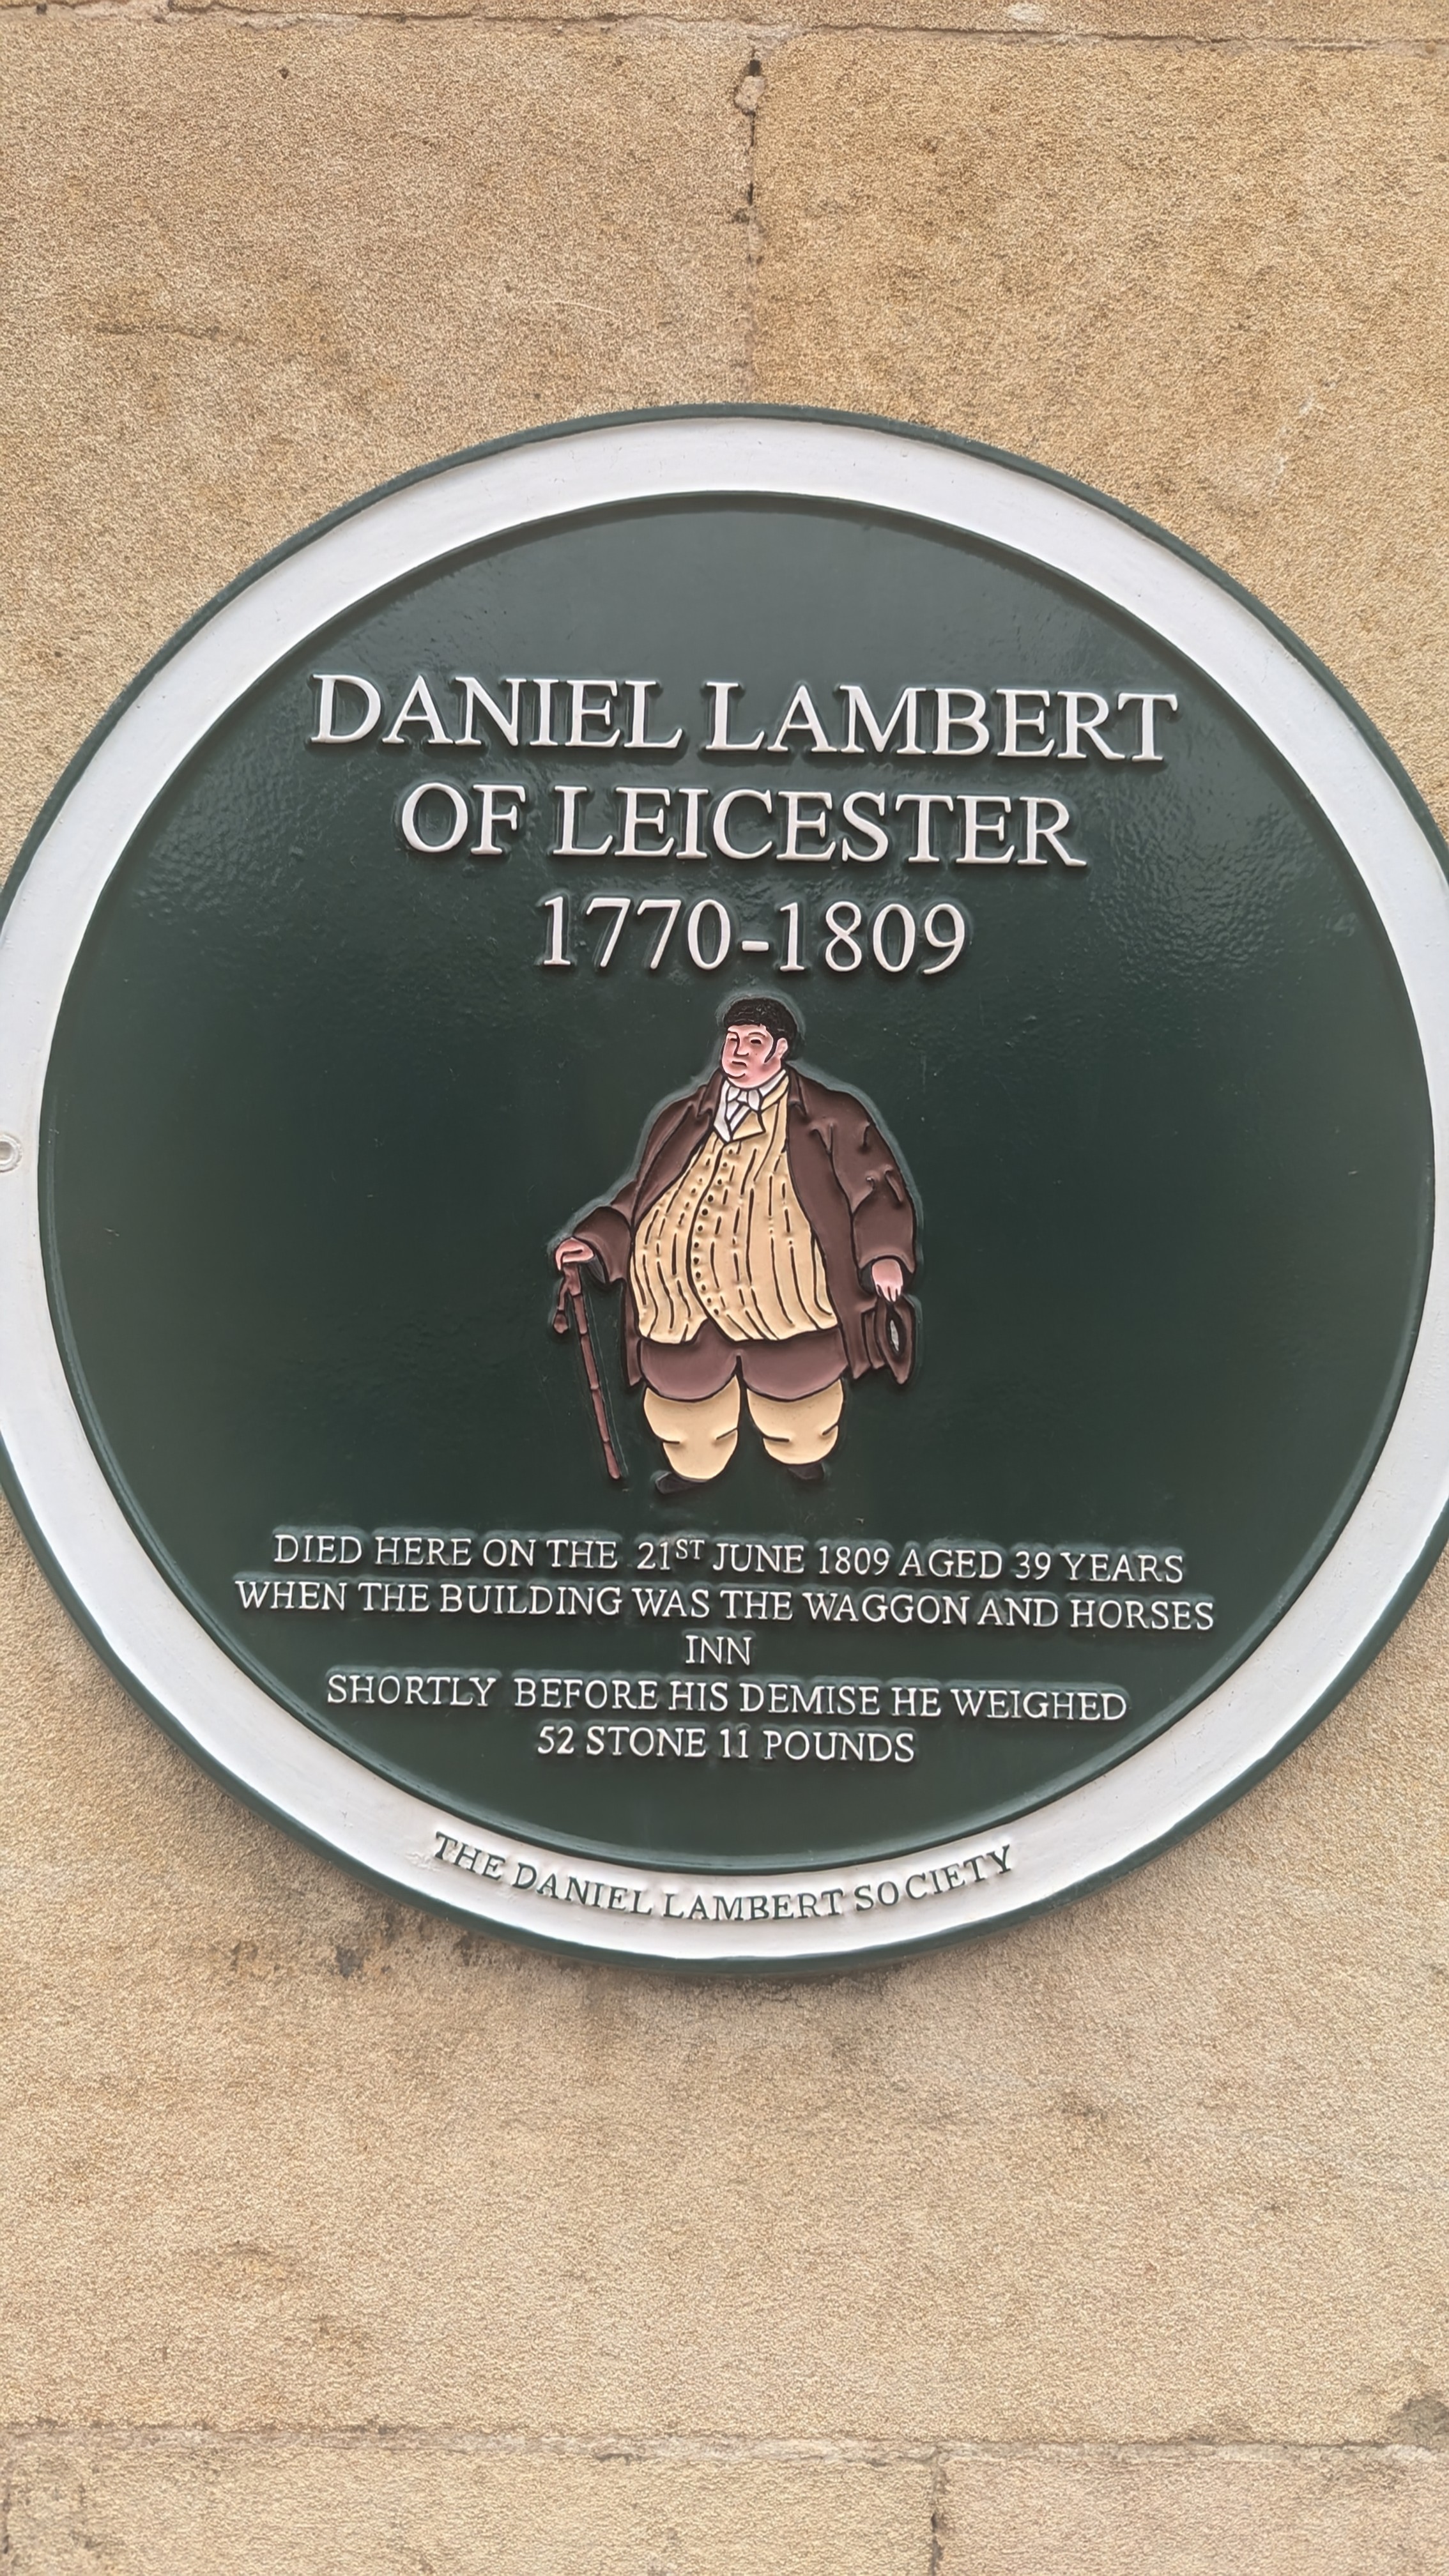 DANIEL LAMBERT
OF LEICESTER
1770-1809
DIED HERE ON THE 21ST JUNE 1809 AGED 39 YEARS
WHEN THE BUILDING WAS THE WAGGON AND HORSES
INN
SHORTLY BEFORE HIS DEMISE HE WEIGHED
52 STONE 11 POUNDS
THE DANIEL LAMBERT SOCIETY